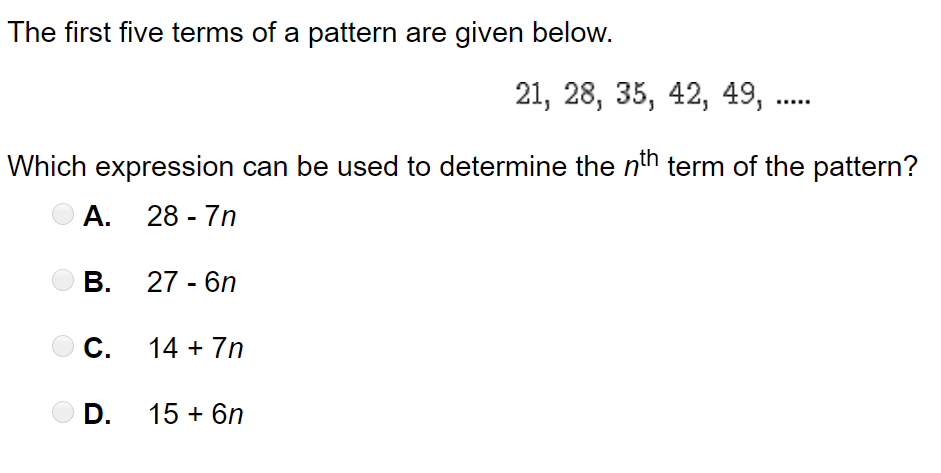 The first five terms of a pattern are given below.
21, 28, 35, 42, 49, .....
Which expression can be used to determine the nth term of the pattern?
A. 28 - 7n
B. 27 - 6n
C. 14 + 7n
D. 15 + 6n